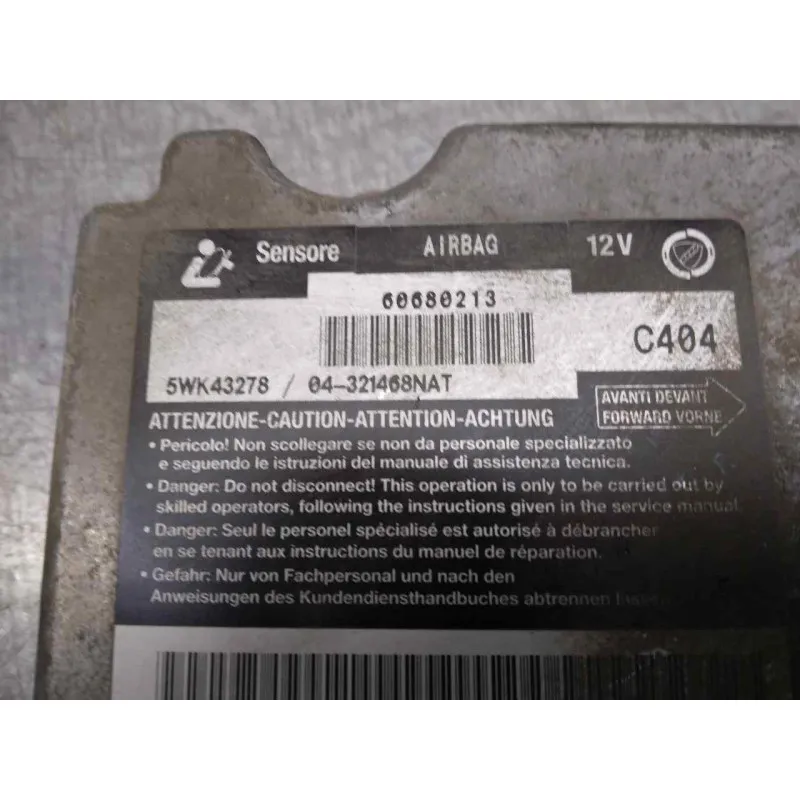 Sensore AIRBAG 12V
60680213
C404
5WK43278 / 04-321468NAT
AVANTI DEVANT
FORWARD VORNE
ATTENZIONE-CAUTION-ATTENTION-ACHTUNG
• Pericolo! Non scollegare se non da personale specializzato
e seguendo le istruzioni del manuale di assistenza tecnica.
• Danger: Do not disconnect! This operation is only to be carried out by
skilled operators, following the instructions given in the service manual.
• Danger: Seul le personel spécialisé est autorisé à débrancher
en se tenant aux instructions du manuel de réparation.
• Gefahr: Nur von Fachpersonal und nach den
Anweisungen des Kundendiensthandbuches abtrennen